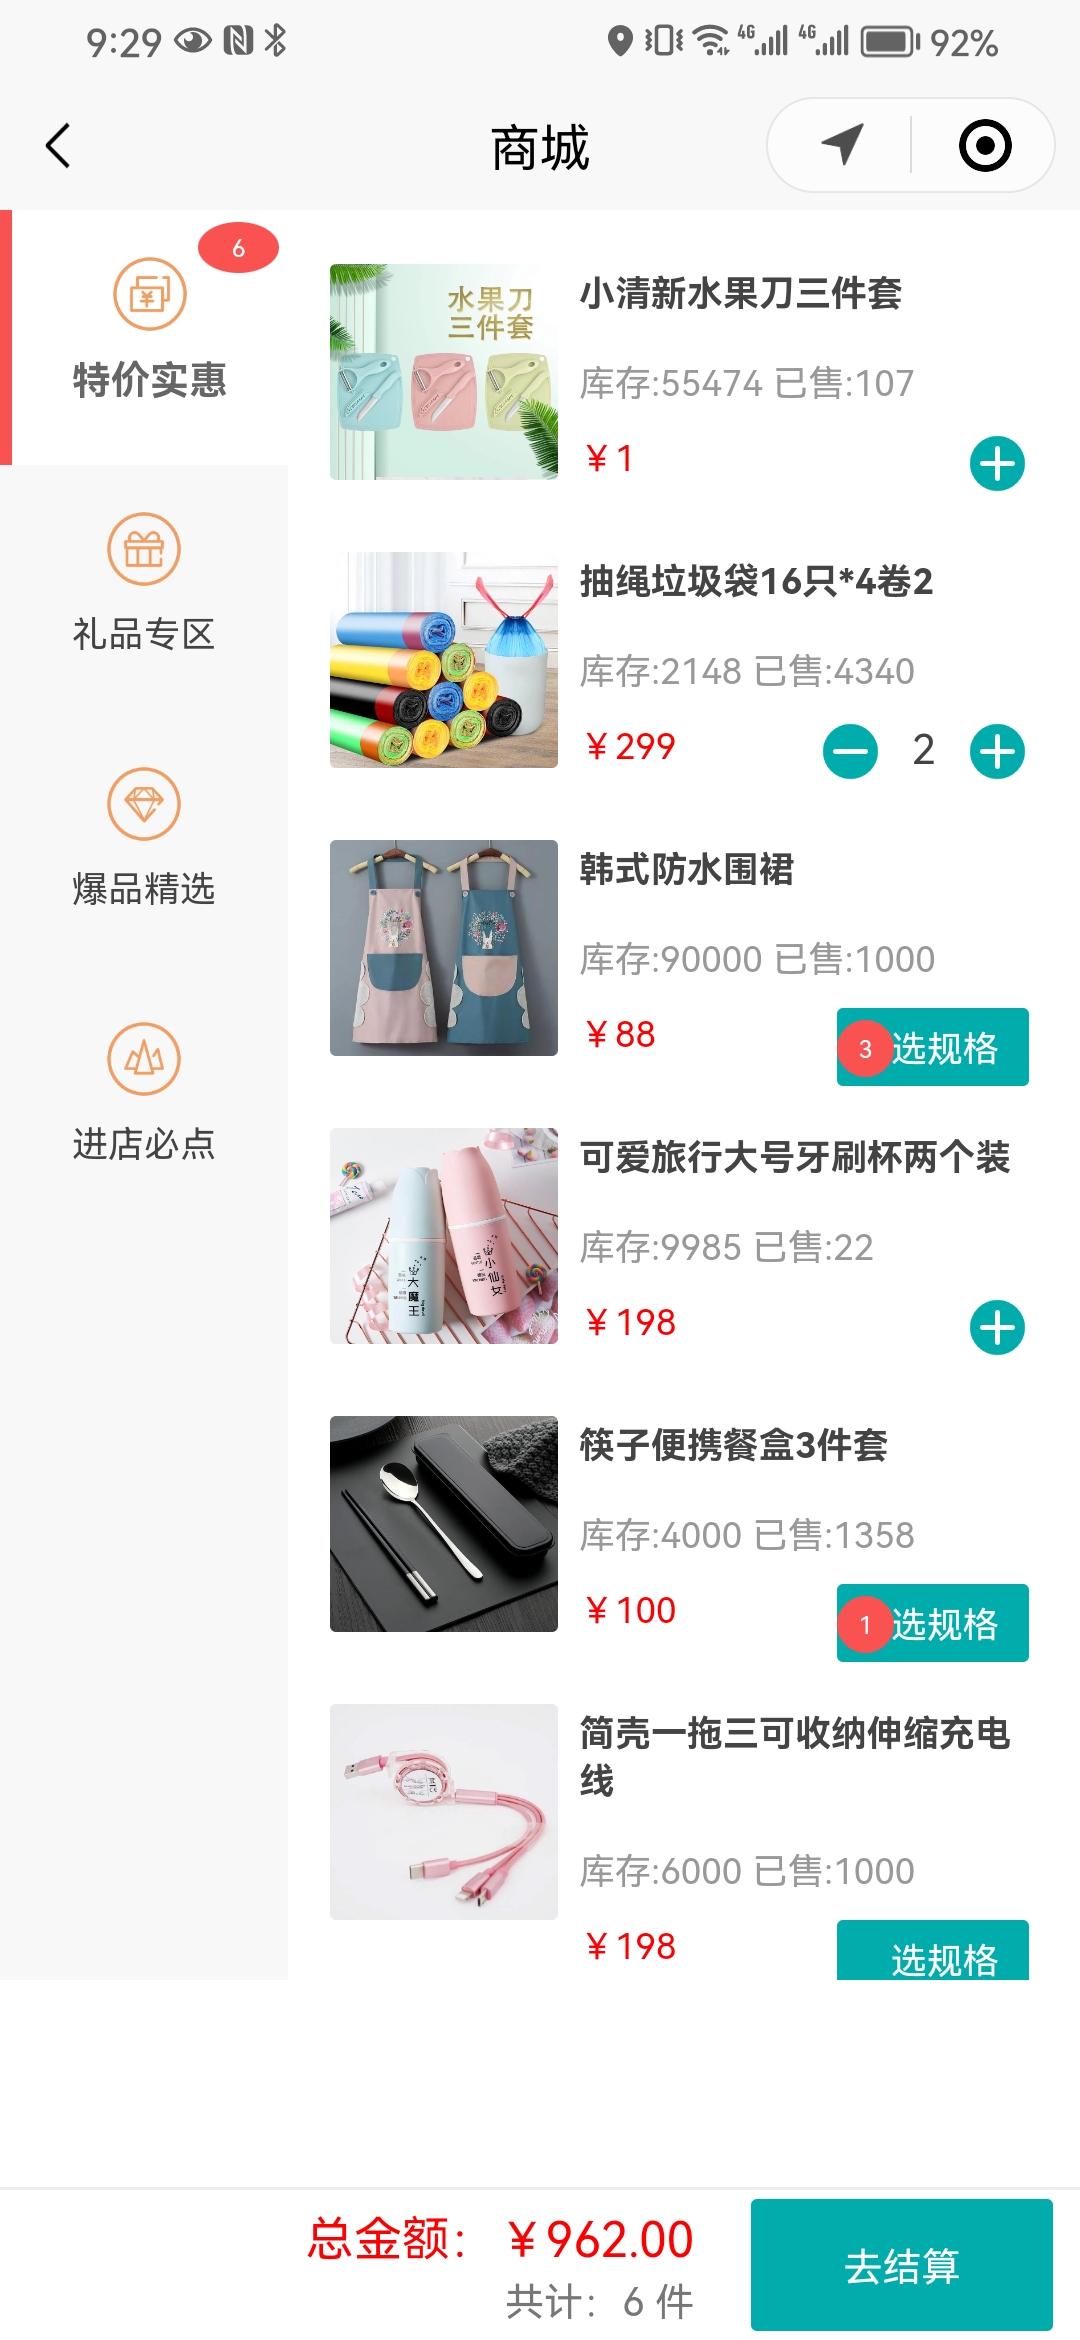 9:29
4G
4G
92%
商城
6
特价实惠
礼品专区
爆品精选
进店必点
水果刀
三件套
小清新水果刀三件套
库存:55474 已售:107
¥ 1
抽绳垃圾袋16只*4卷2
库存:2148 已售:4340
¥ 299
2
韩式防水围裙
库存:90000 已售:1000
¥ 88
3
选规格
大魔王
小仙女
可爱旅行大号牙刷杯两个装
库存:9985 已售:22
¥ 198
筷子便携餐盒3件套
库存:4000 已售:1358
¥ 100
1
选规格
简壳一拖三可收纳伸缩充电
线
库存:6000 已售:1000
¥ 198
选规格
总金额： ¥ 962.00
共计：6 件
去结算